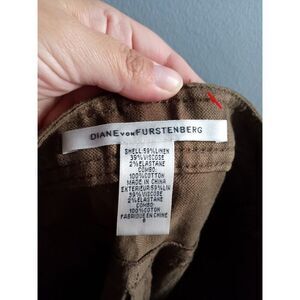 DIANE VON FURSTENBERG
SHELL:59%LINEN
39%VISCOSE
2%ELASTANE
COMBO:
100%COTTON
MADE IN CHINA
EXTERIEUR:59%LIN
39%VISCOSE
2%ELASTANE
COMBO
100%COTON
FABRIQUE EN CHINE